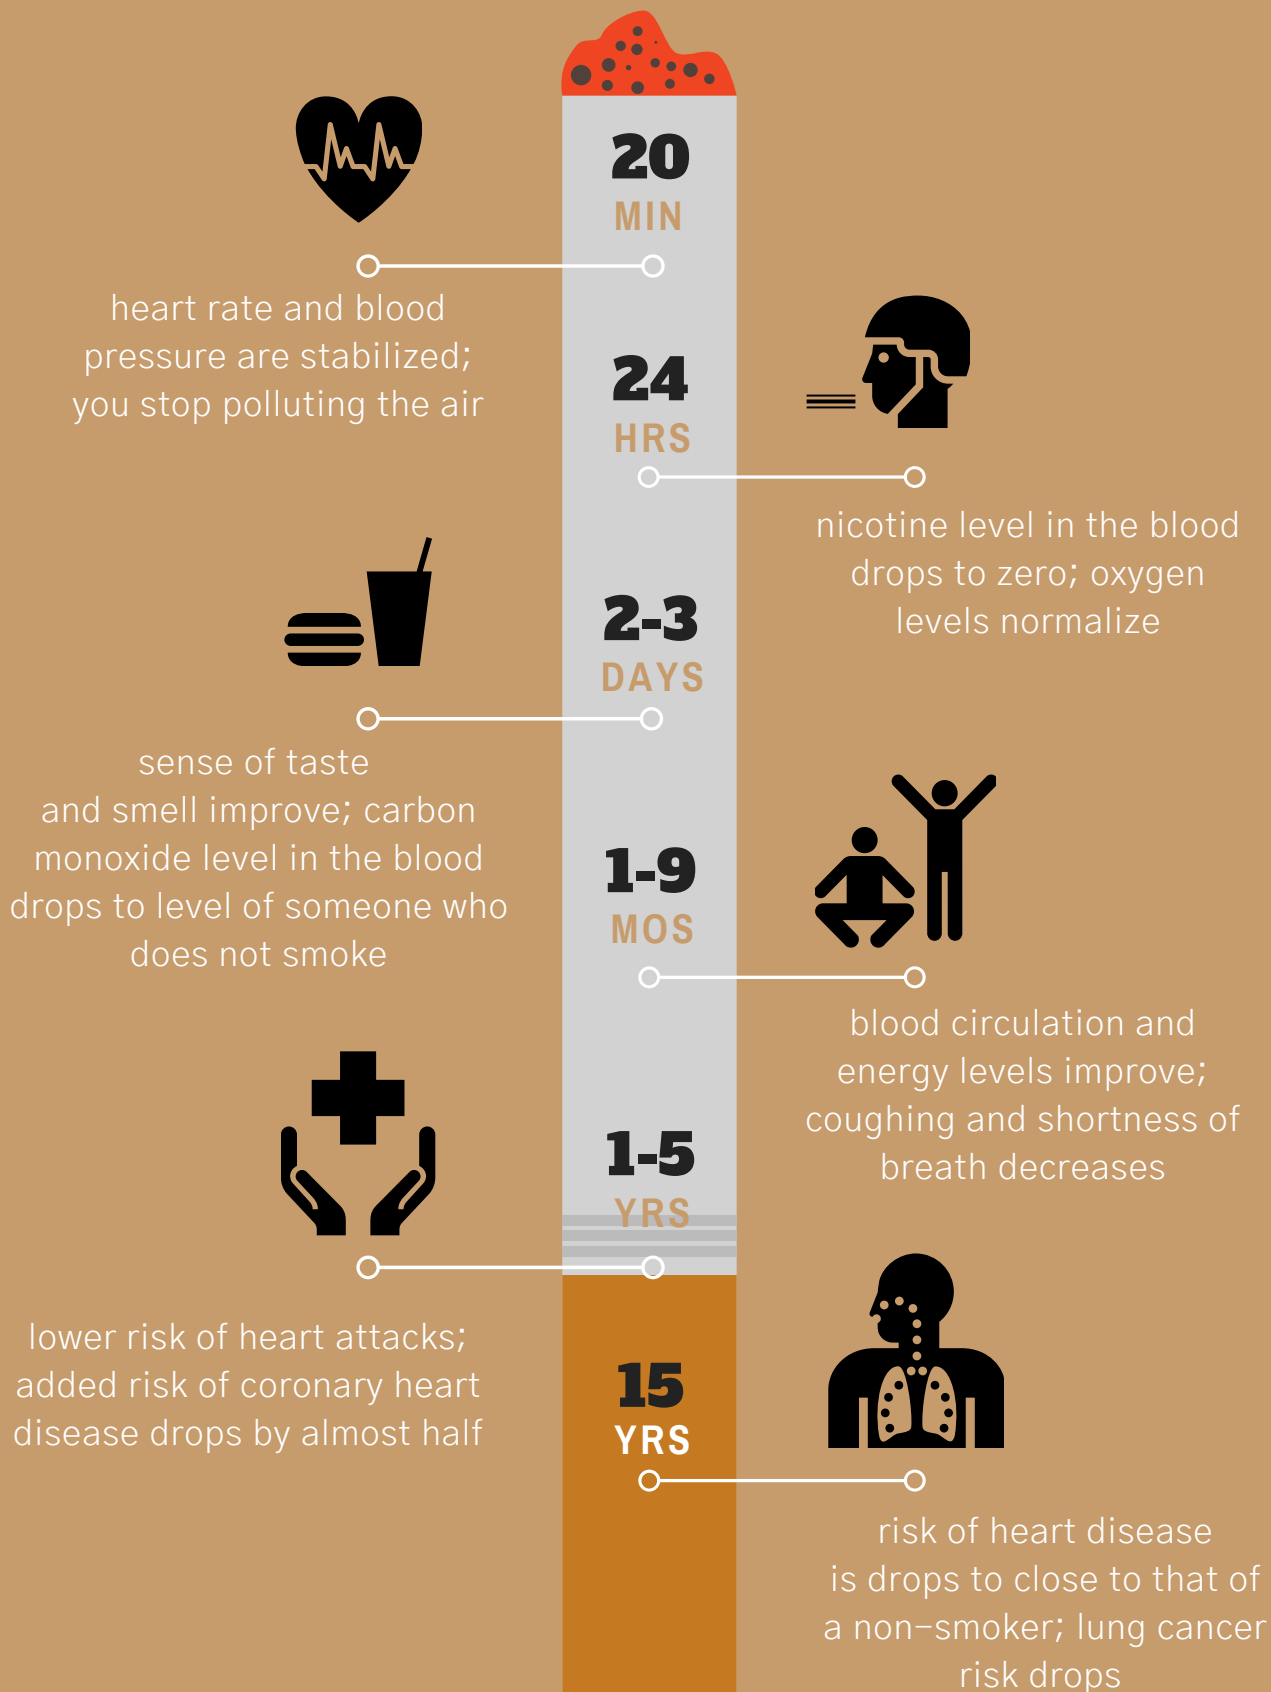 20
MIN
heart rate and blood
pressure are stabilized;
you stop polluting the air
24
HRS
nicotine level in the blood
drops to zero; oxygen
levels normalize
2-3
DAYS
sense of taste
and smell improve; carbon
monoxide level in the blood
drops to level of someone who
does not smoke
1-9
MOS
blood circulation and
energy levels improve;
coughing and shortness of
breath decreases
1-5
YRS
lower risk of heart attacks;
added risk of coronary heart
disease drops by almost half
15
YRS
risk of heart disease
is drops to close to that of
a non-smoker; lung cancer
risk drops